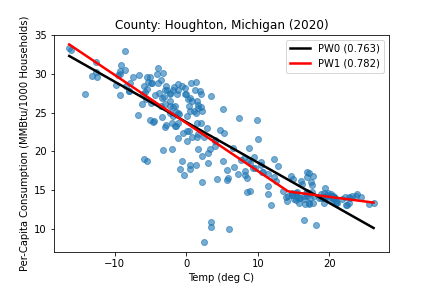 County: Houghton, Michigan (2020)
Per-Capita Consumption (MMBtu/1000 Households)
35
30
25
20
15
10
PW0 (0.763)
PW1 (0.782)
−10
0
10
20
Temp (deg C)